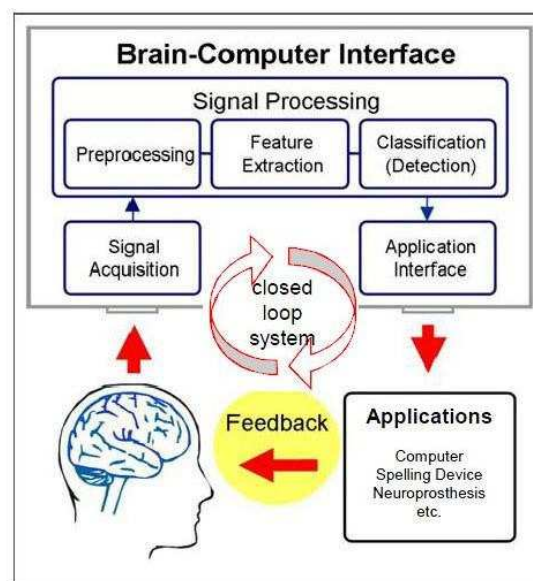 Brain-Computer Interface
Signal Processing
Preprocessing
Feature
Extraction
Classification
(Detection)
Signal
Acquisition
Application
Interface
closed
loop
system
Feedback
Applications
Computer
Spelling Device
Neuroprosthesis
etc.